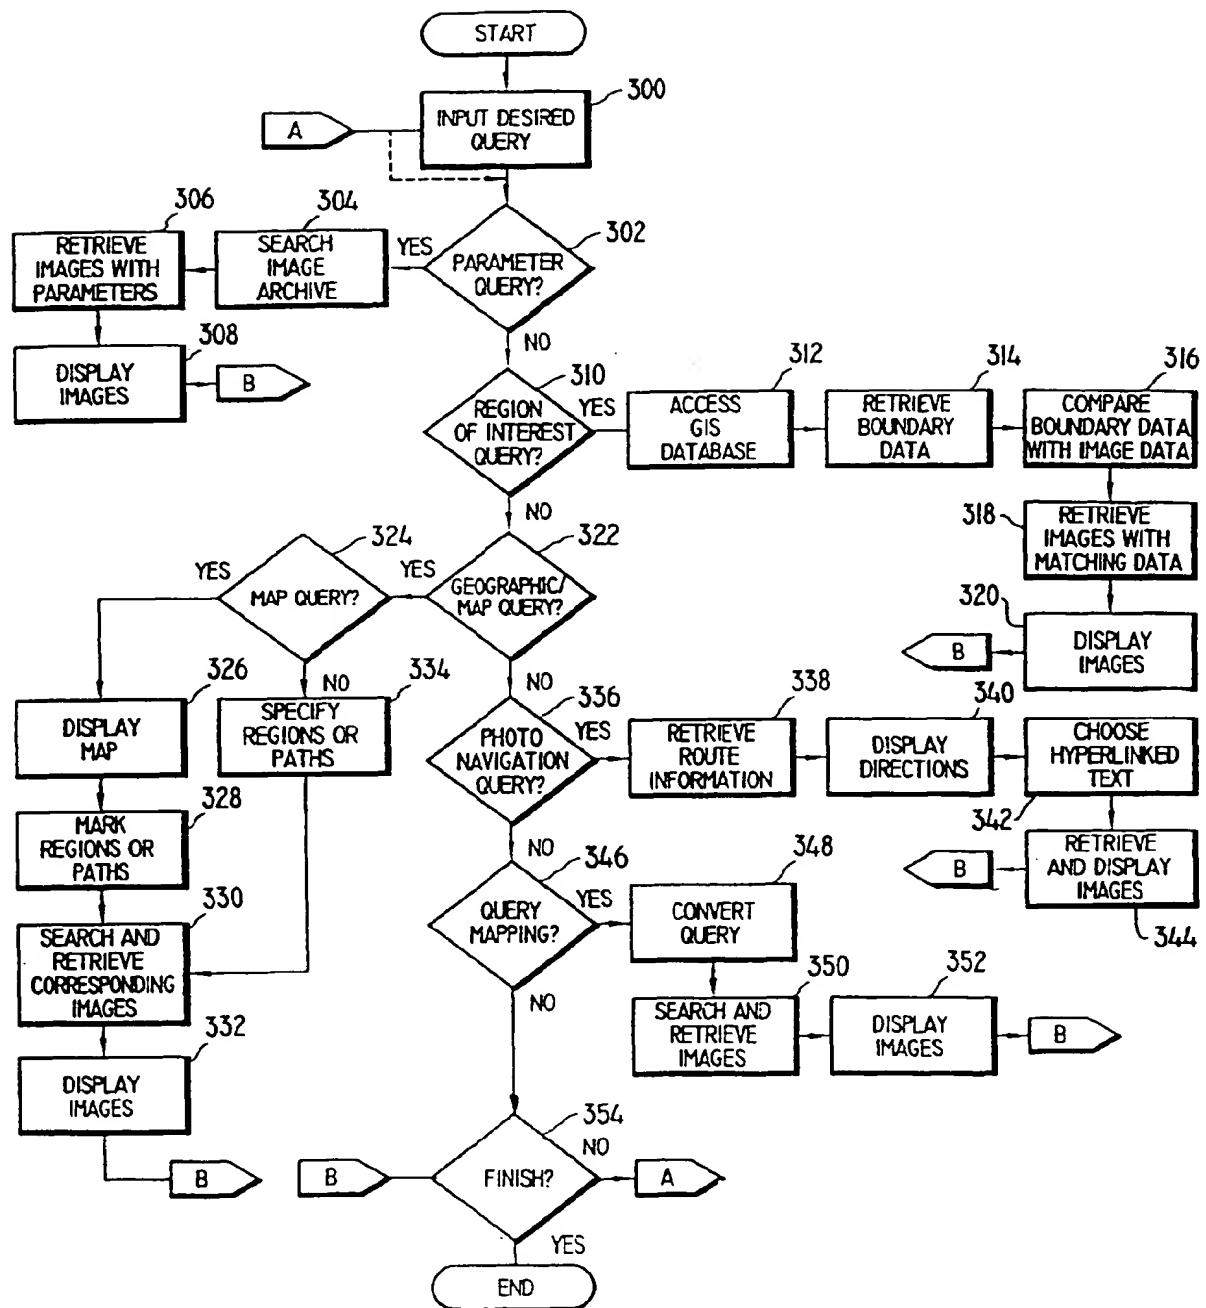 START
300
INPUT DESIRED
QUERY
A
302
PARAMETER
QUERY?
YES
NO
304
SEARCH
IMAGE
ARCHIVE
306
RETRIEVE
IMAGES WITH
PARAMETERS
308
DISPLAY
IMAGES
B
310
REGION
OF INTEREST
QUERY?
YES
NO
312
ACCESS
GIS
DATABASE
314
RETRIEVE
BOUNDARY
DATA
316
COMPARE
BOUNDARY DATA
WITH IMAGE DATA
318
RETRIEVE
IMAGES WITH
MATCHING DATA
320
DISPLAY
IMAGES
B
322
GEOGRAPHIC/
MAP QUERY?
YES
NO
324
MAP QUERY?
YES
NO
326
DISPLAY
MAP
328
MARK
REGIONS OR
PATHS
334
SPECIFY
REGIONS OR
PATHS
330
SEARCH AND
RETRIEVE
CORRESPONDING
IMAGES
332
DISPLAY
IMAGES
B
336
PHOTO
NAVIGATION
QUERY?
YES
NO
338
RETRIEVE
ROUTE
INFORMATION
340
DISPLAY
DIRECTIONS
CHOOSE
HYPERLINKED
TEXT
342
RETRIEVE
AND DISPLAY
IMAGES
344
B
346
QUERY
MAPPING?
YES
NO
348
CONVERT
QUERY
350
SEARCH AND
RETRIEVE
IMAGES
352
DISPLAY
IMAGES
B
354
B
FINISH?
NO
A
YES
END